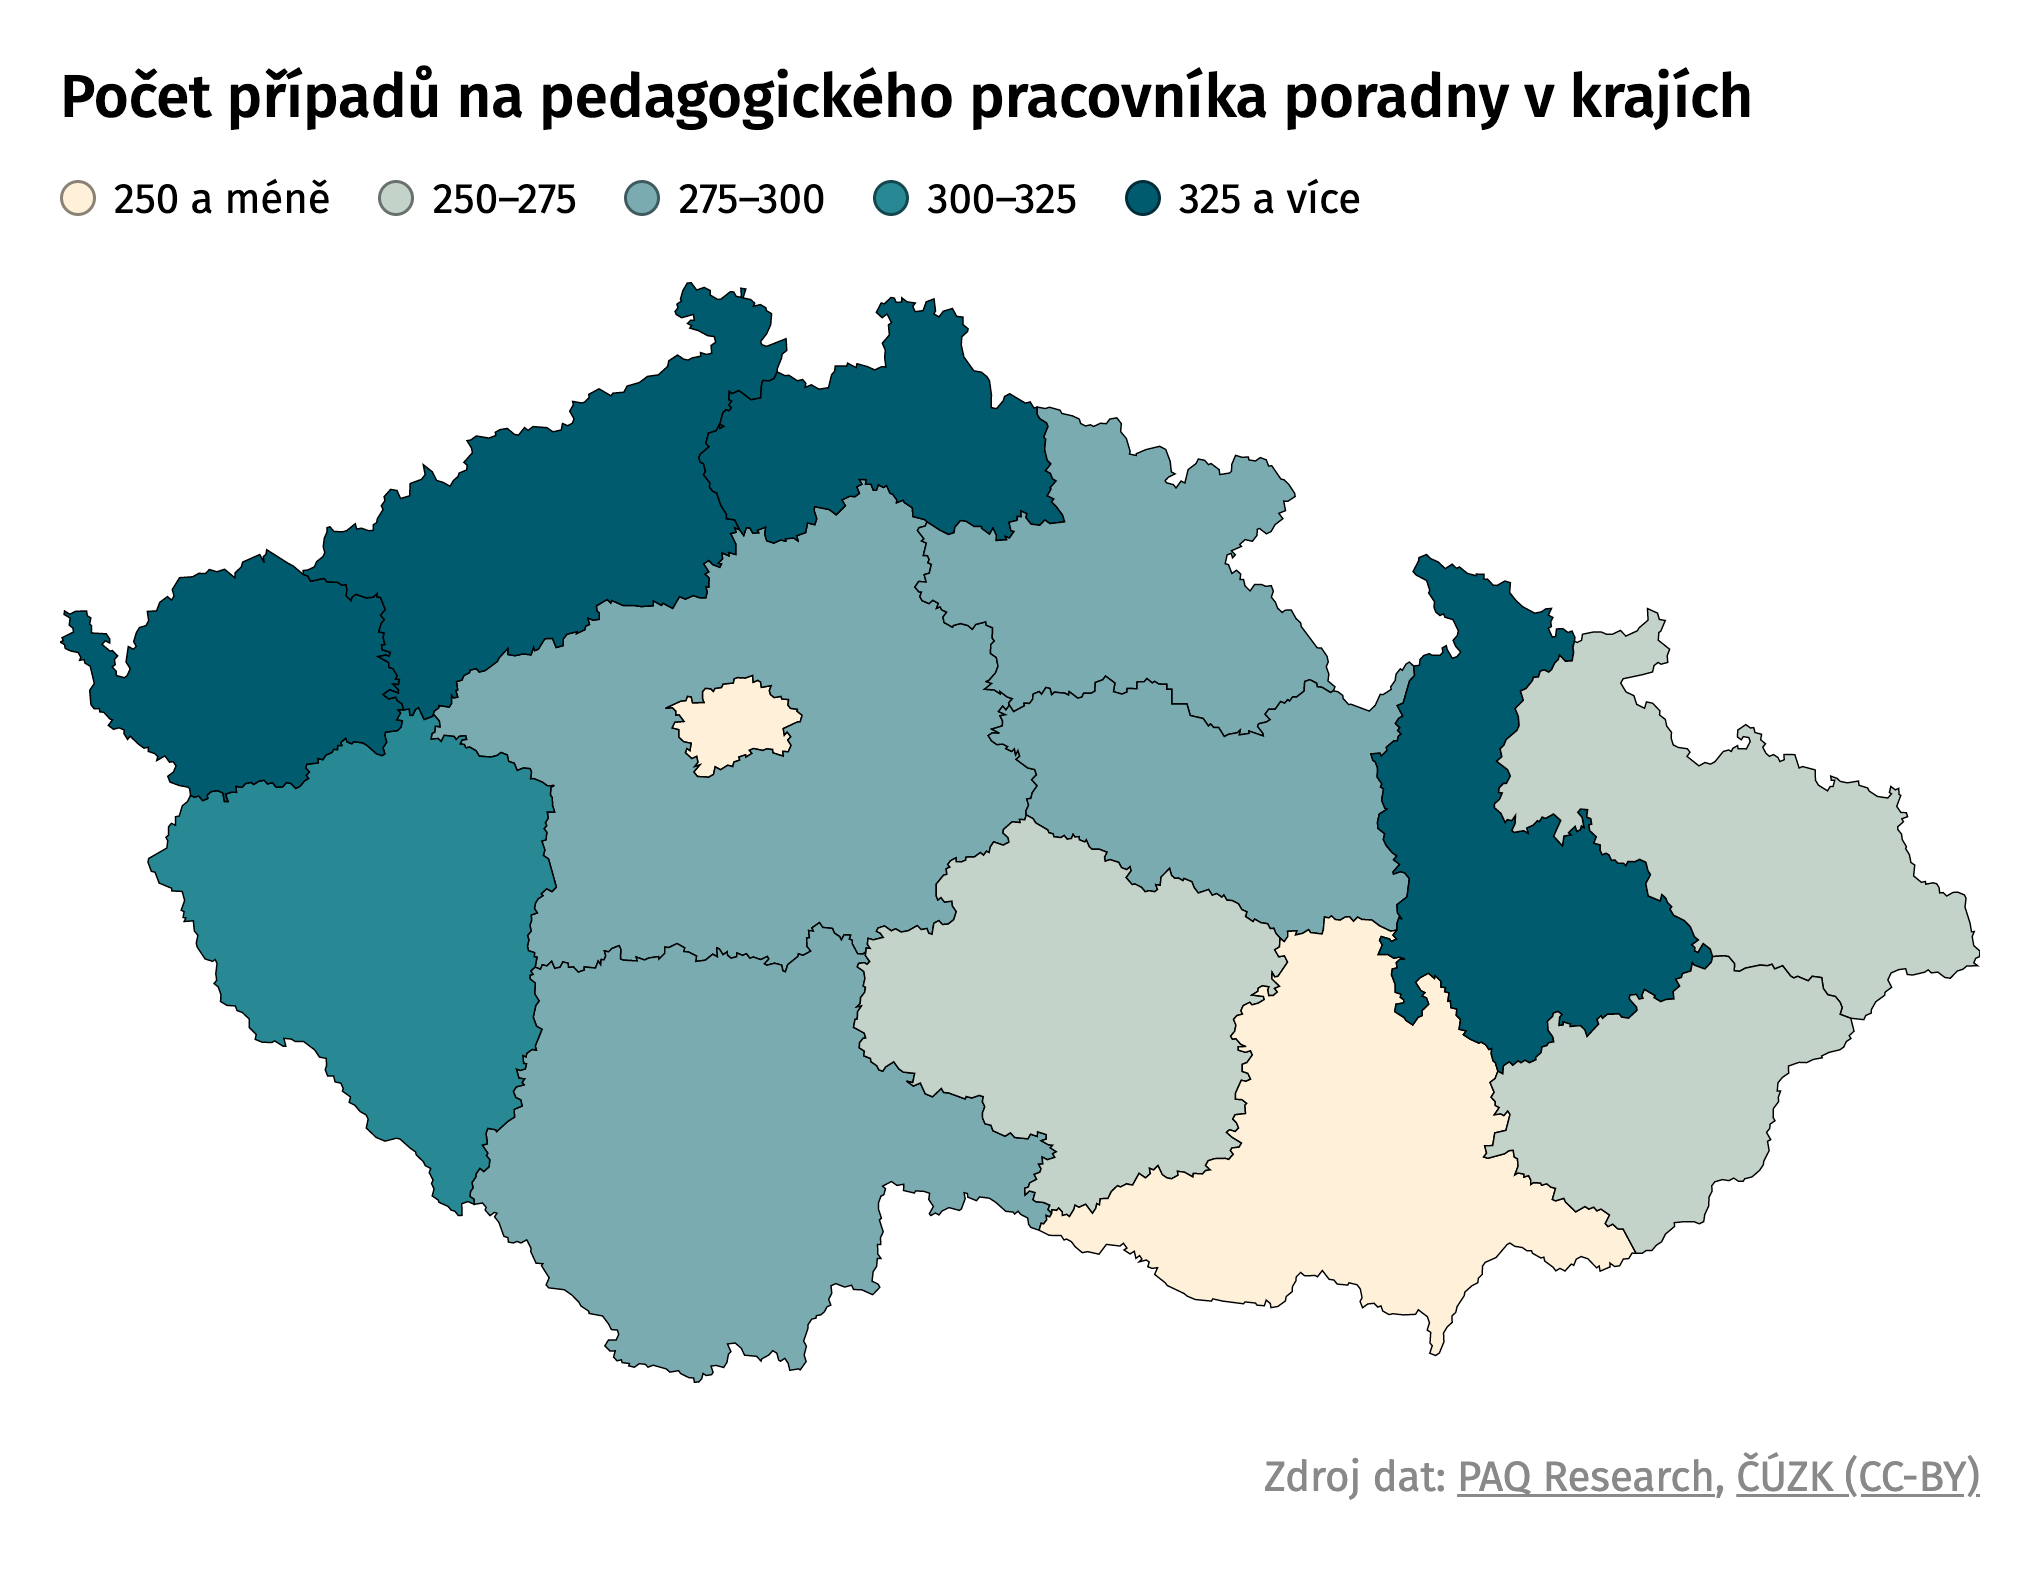 Počet případů na pedagogického pracovníka poradny v krajích
250 a méně 250–275 275–300 300–325 325 a více
Zdroj dat: PAQ Research, ČÚZK (CC-BY)